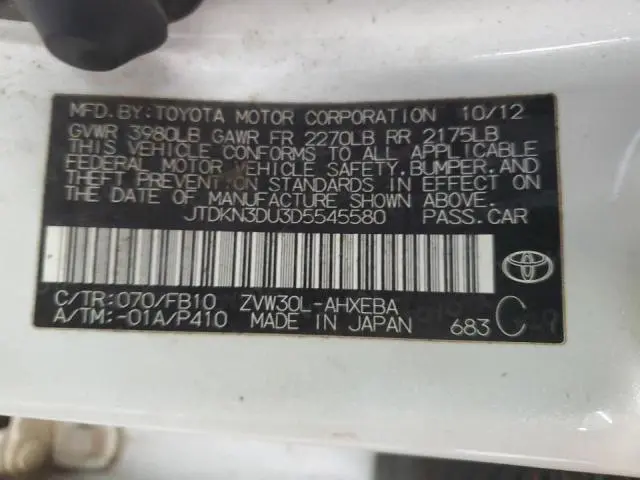 MFD.BY:TOYOTA MOTOR CORPORATION 10/12
GVWR 3980LB GAWR FR 2270LB RR 2175LB
THIS VEHICLE CONFORMS TO ALL APPLICABLE
FEDERAL MOTOR VEHICLE SAFETY,BUMPER,AND
THEFT PREVENTION STANDARDS IN EFFECT ON
THE DATE OF MANUFACTURE SHOWN ABOVE.
JTDKN3DU3D5545580 PASS.CAR
C/TR:070/FB10 ZVW30L-AHXEBA
A/TM:-01A/P410 MADE IN JAPAN 683 C